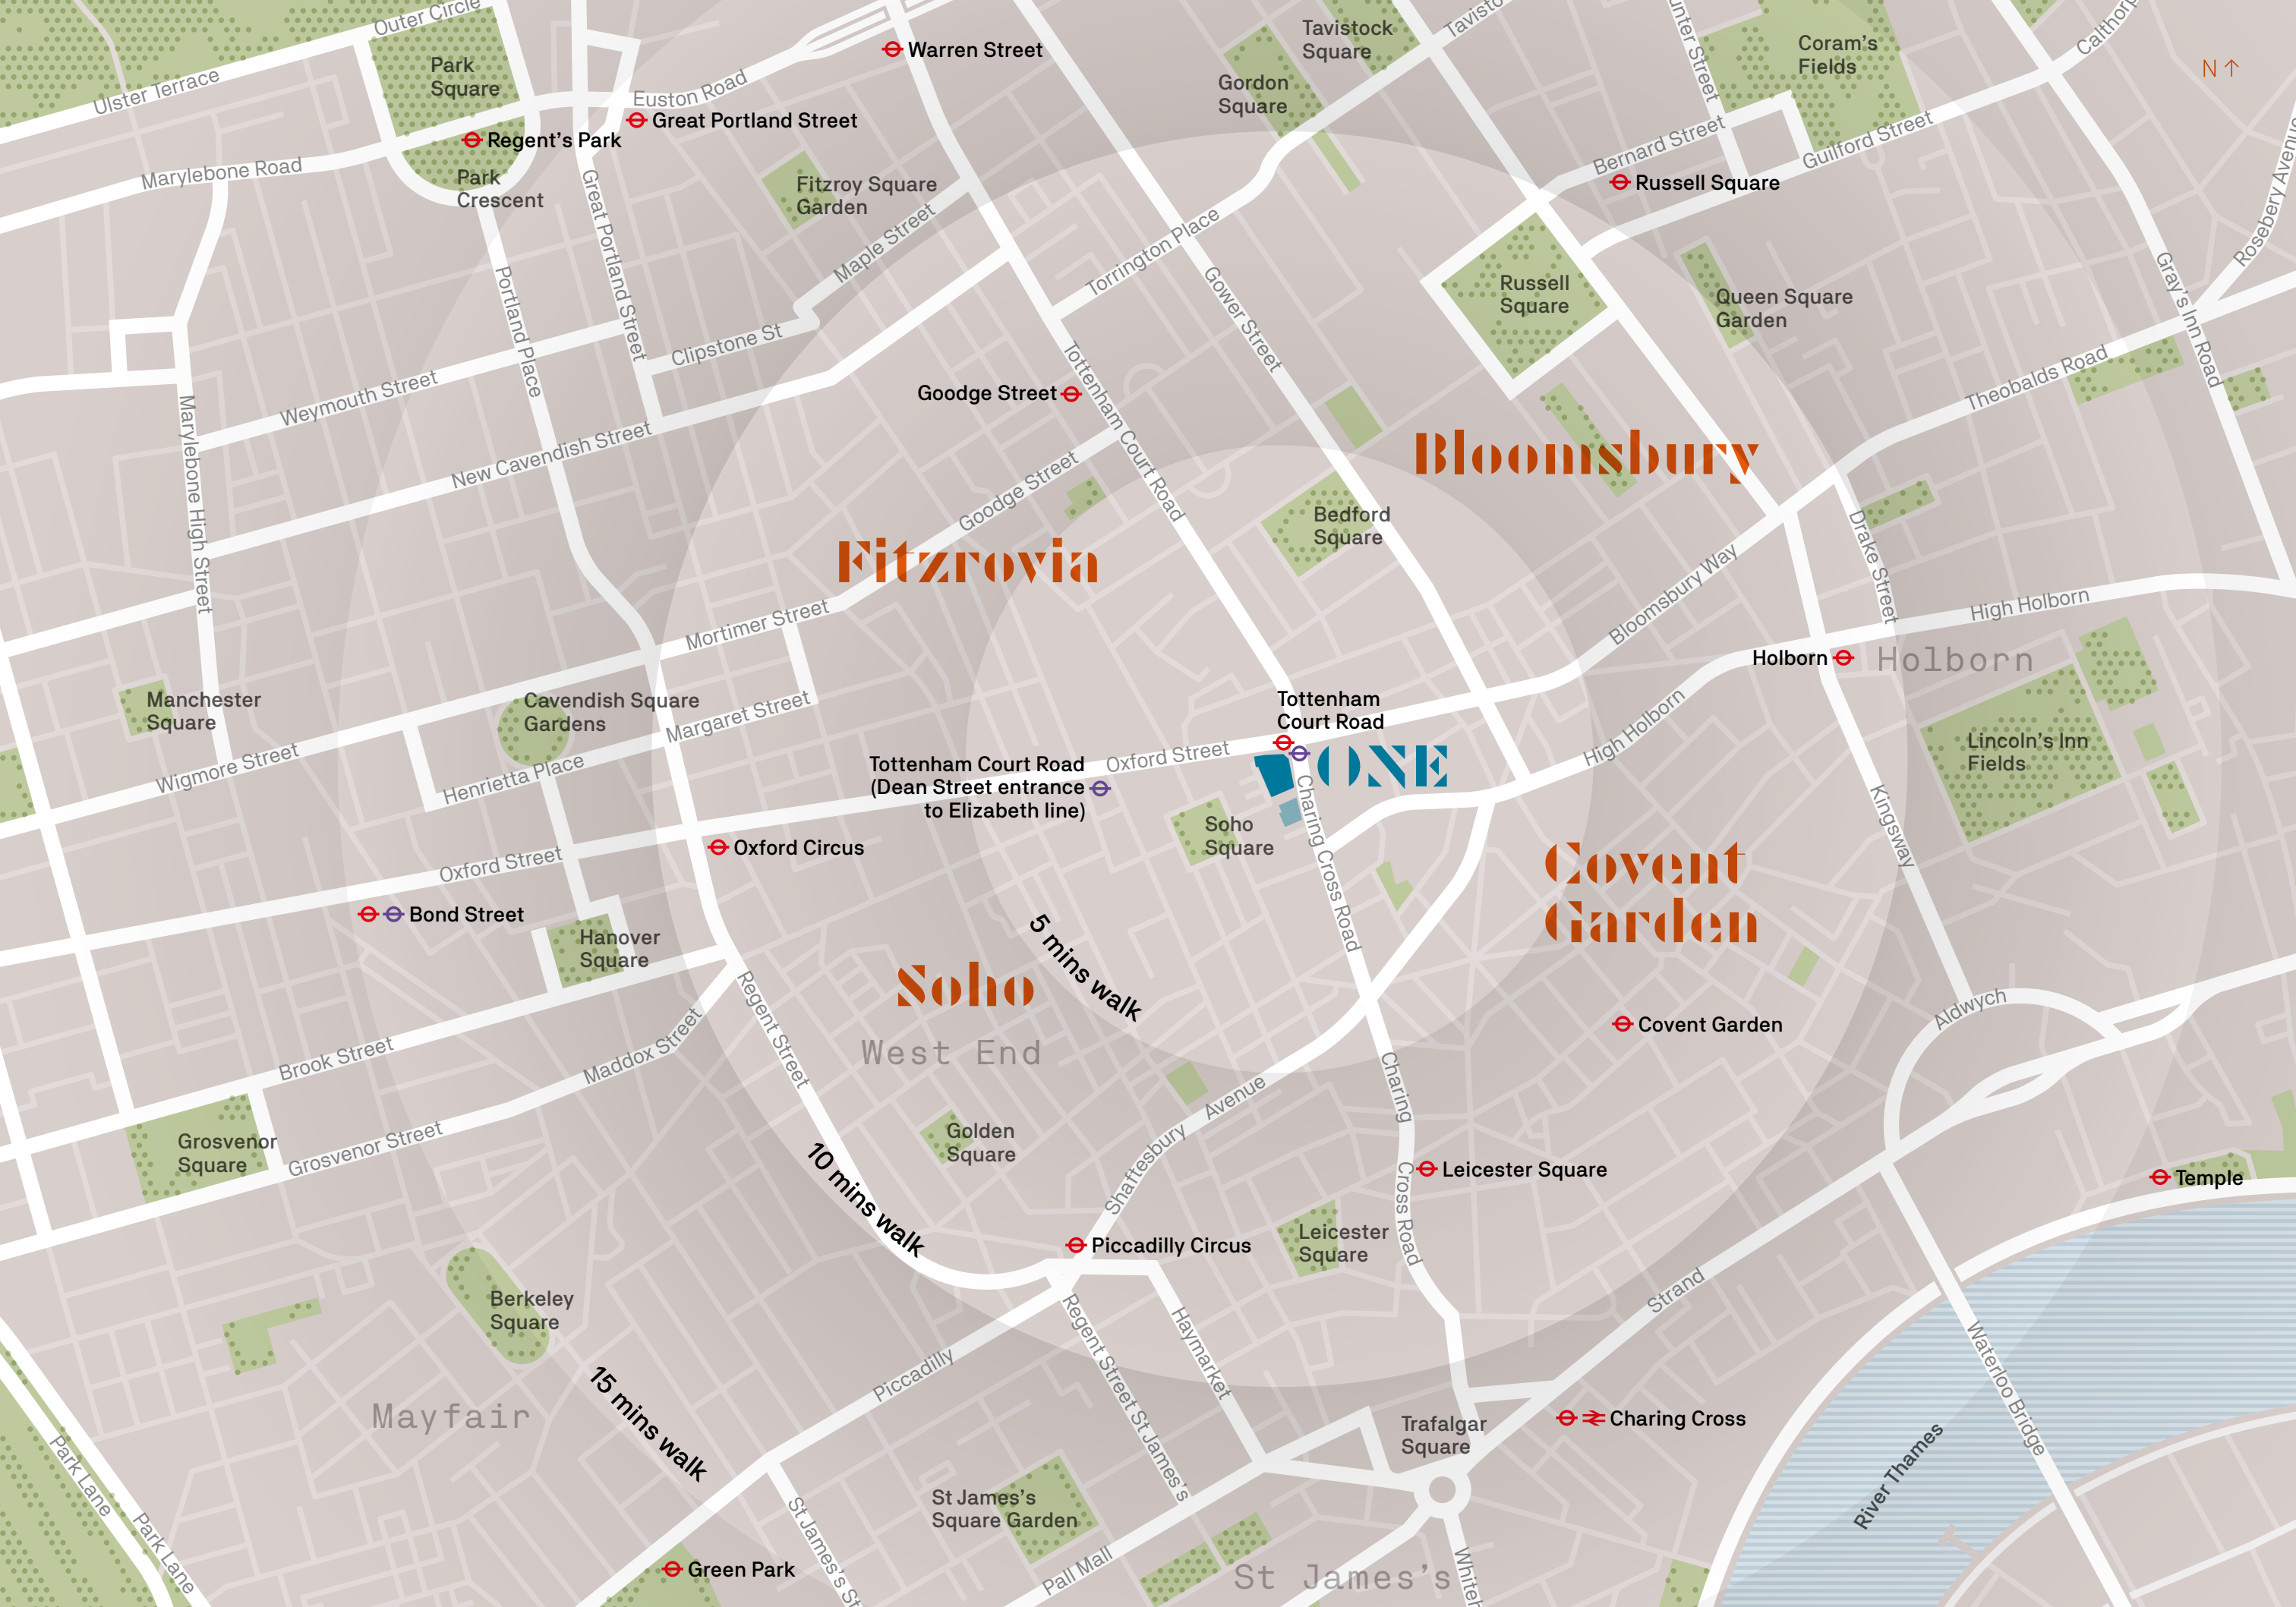 Outer Circle
Tavistock
Square
Tavisto
unter Street
Coram's
Fields
Calthorp
N ↑
Park
Square
Warren Street
Gordon
Square
Ulster Terrace
Euston Road
Great Portland Street
Regent's Park
Bernard Street
Guilford Street
Rosebery Avenue
Marylebone Road
Park
Crescent
Fitzroy Square
Garden
Russell Square
Great Portland Street
Maple Street
Torrington Place
Portland Place
Gower Street
Russell
Square
Queen Square
Garden
Gray's Inn Road
Clipstone St
Weymouth Street
Goodge Street
Tottenham Court Road
Theobalds Road
Marylebone High Street
New Cavendish Street
Goodge Street
Bloomsbury
Bedford
Square
Drake Street
Fitzrovia
Bloomsbury Way
Mortimer Street
High Holborn
Holborn
Holborn
Manchester
Square
Cavendish Square
Gardens
Margaret Street
Tottenham
Court Road
High Holborn
Lincoln's Inn
Fields
Wigmore Street
Henrietta Place
Oxford Street
Tottenham Court Road
(Dean Street entrance
to Elizabeth line)
ONE
Charing Cross Road
Soho
Square
Kingsway
Oxford Circus
Oxford Street
Covent
Garden
Bond Street
Hanover
Square
5 mins walk
Soho
Regent Street
West End
Covent Garden
Aldwych
Brook Street
Maddox Street
Charing
Cross Road
Shaftesbury
Avenue
Golden
Square
Grosvenor
Square
Grosvenor Street
10 mins walk
Leicester Square
Temple
Piccadilly Circus
Leicester
Square
Berkeley
Square
Strand
Haymarket
Regent Street St James's
Waterloo Bridge
Piccadilly
15 mins walk
Mayfair
Trafalgar
Square
Charing Cross
River Thames
Park Lane
Park Lane
St James's
Square Garden
St James's St
Pall Mall
Green Park
St James's
Whiteh